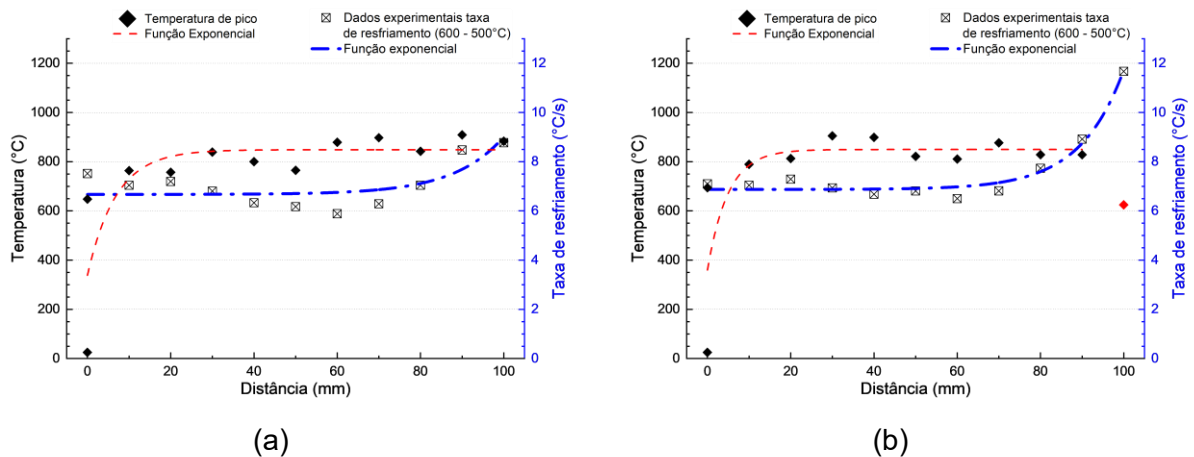 Temperatura de pico
Função Exponencial
Dados experimentais taxa
de resfriamento (600 - 500°C)
Função exponencial
1200
1000
800
600
400
200
0
Temperatura (°C)
12
10
8
6
4
2
0
Taxa de resfriamento (°C/s)
0 20 40 60 80 100
Distância (mm)
(a)
Temperatura de pico
Função Exponencial
Dados experimentais taxa
de resfriamento (600 - 500°C)
Função exponencial
1200
1000
800
600
400
200
0
Temperatura (°C)
12
10
8
6
4
2
0
Taxa de resfriamento (°C/s)
0 20 40 60 80 100
Distância (mm)
(b)